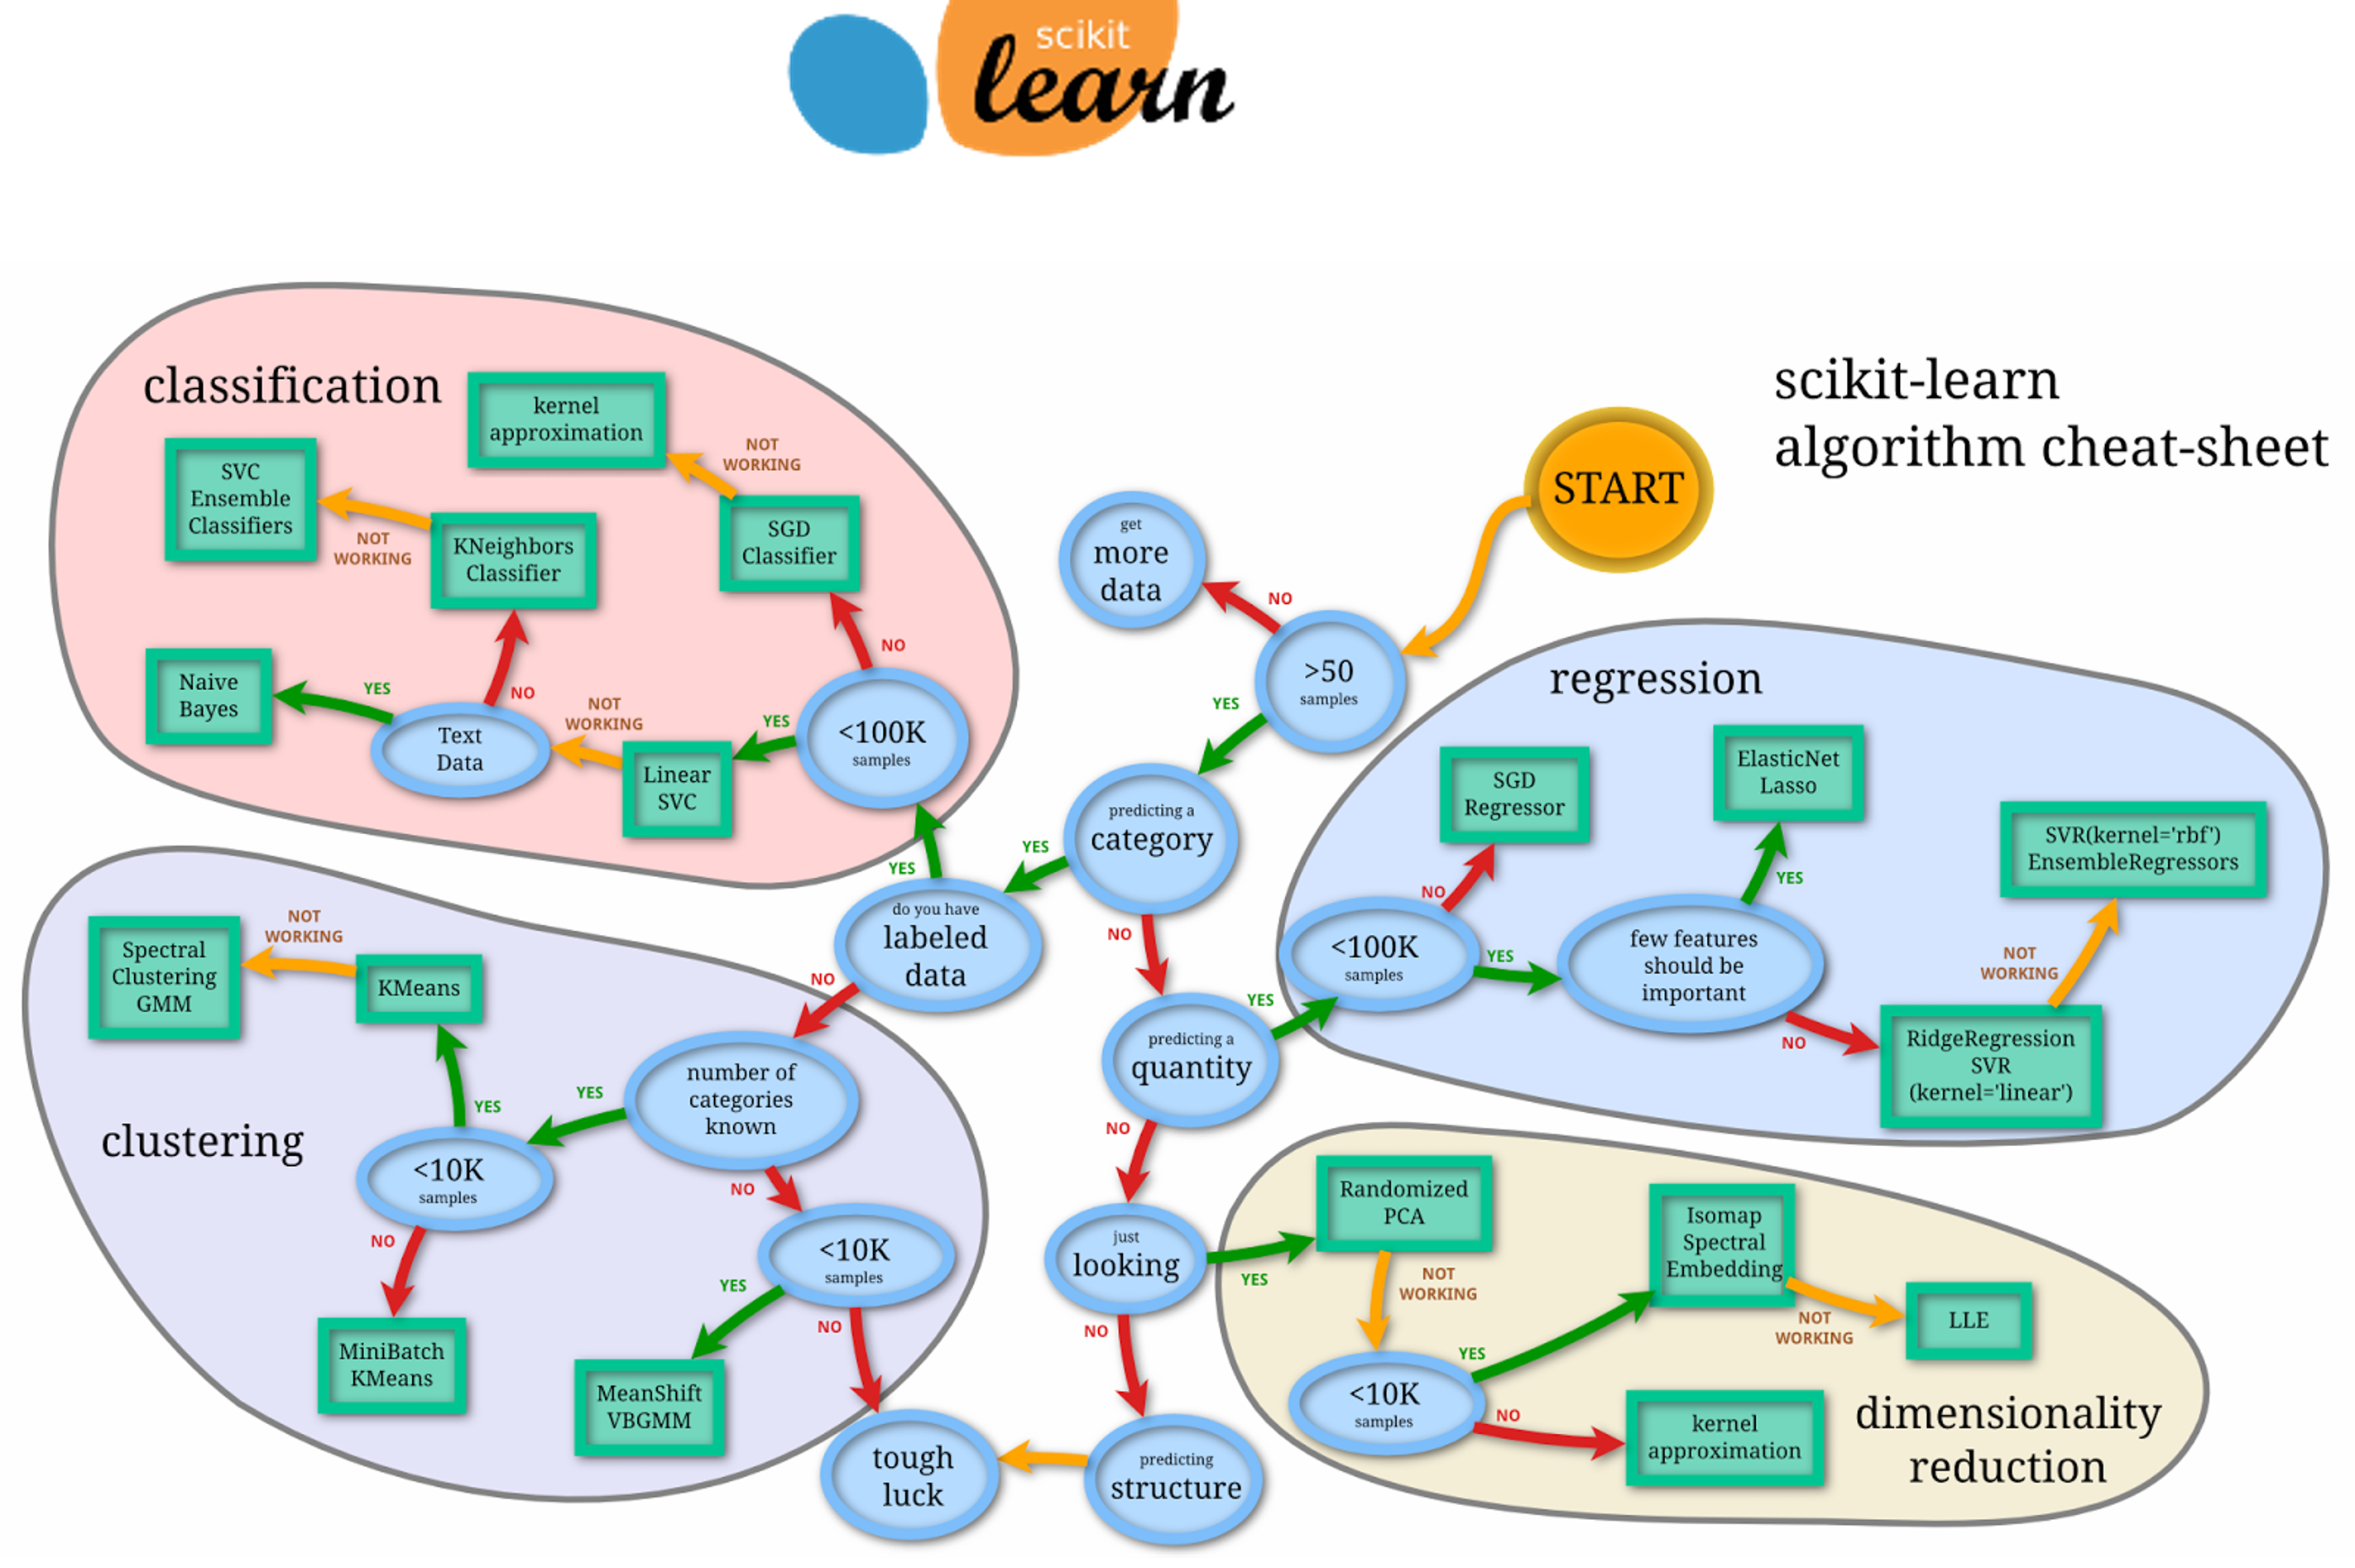 scikit
learn
scikit-learn
algorithm cheat-sheet
START
get
more
data
NO
>50
samples
YES
predicting a
category
YES
NO
do you have
labeled
data
YES
NO
predicting a
quantity
YES
NO
just
looking
YES
NO
predicting
structure
tough
luck
classification
kernel
approximation
NOT
WORKING
SVC
Ensemble
Classifiers
SGD
Classifier
KNeighbors
Classifier
NOT
WORKING
NO
Naive
Bayes
YES
NO
Text
Data
NOT
WORKING
YES
<100K
samples
Linear
SVC
regression
SGD
Regressor
ElasticNet
Lasso
SVR(kernel='rbf')
EnsembleRegressors
YES
NO
<100K
samples
YES
few features
should be
important
NOT
WORKING
NO
RidgeRegression
SVR
(kernel='linear')
clustering
Spectral
Clustering
GMM
NOT
WORKING
KMeans
number of
categories
known
YES
YES
<10K
samples
NO
NO
<10K
samples
YES
NO
MiniBatch
KMeans
MeanShift
VBGMM
Randomized
PCA
NOT
WORKING
Isomap
Spectral
Embedding
NOT
WORKING
LLE
YES
<10K
samples
NO
kernel
approximation
dimensionality
reduction